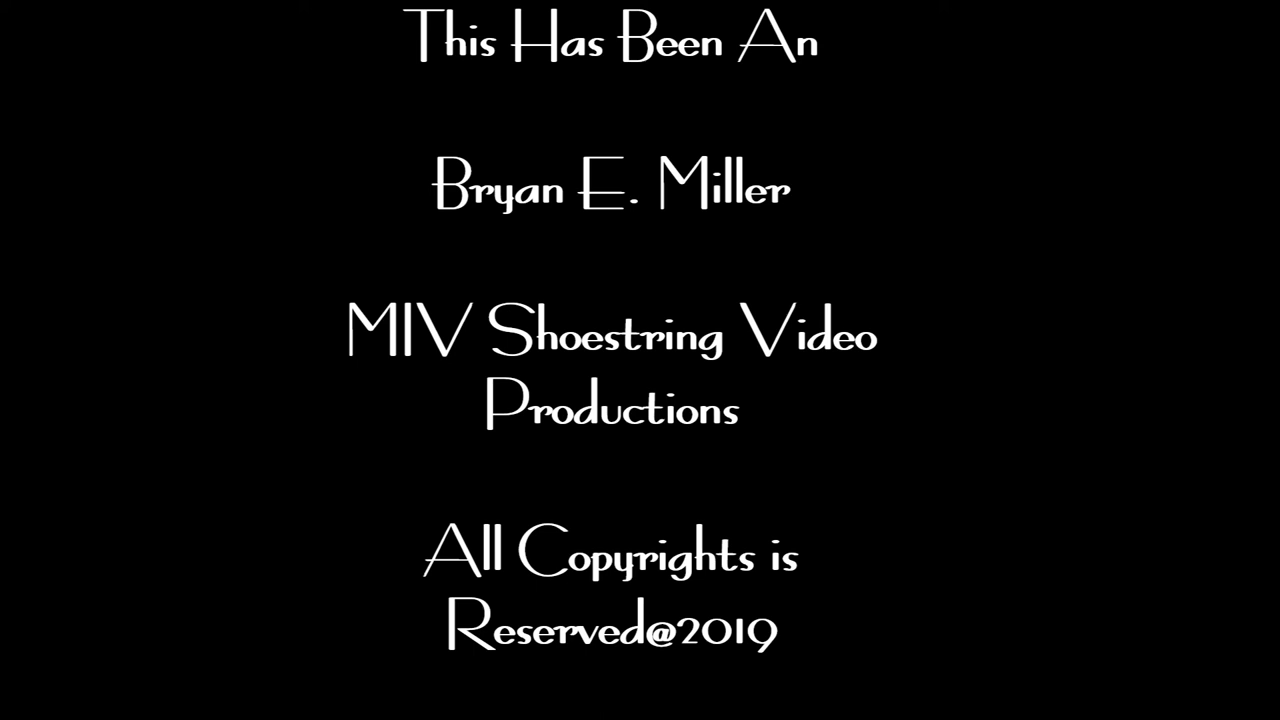 This Has Been An
Bryan E. Miller
MIV Shoestring Video
Productions
All Copyrights is
Reserved@2019